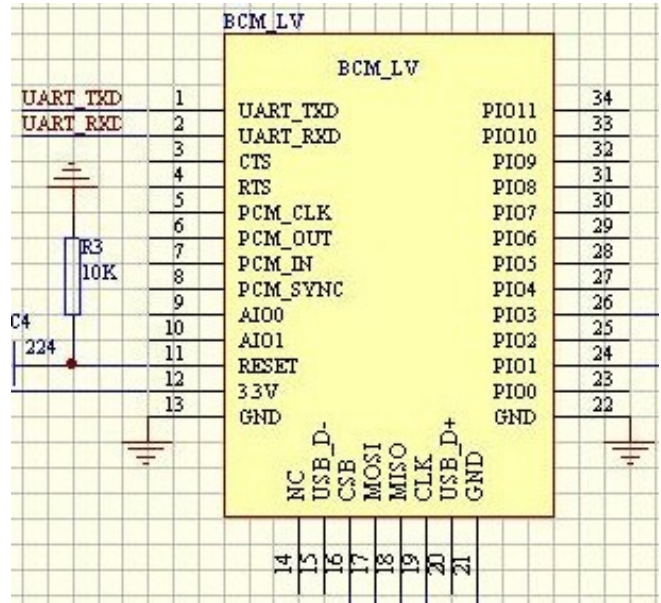 BCM_LV
BCM_LV
UART_TXD 1 UART_TXD PIO11 34
UART_RXD 2 UART_RXD PIO10 33
3 CTS PIO9 32
4 RTS PIO8 31
5 PCM_CLK PIO7 30
6 PCM_OUT PIO6 29
R3 7 PCM_IN PIO5 28
10K 8 PCM_SYNC PIO4 27
9 AIO0 PIO3 26
C4 10 AIO1 PIO2 25
224 11 RESET PIO1 24
12 3.3V PIO0 23
13 GND GND 22
NC USB_D- CSB MOSI MISO CLK USB_D+ GND
14 15 16 17 18 19 20 21